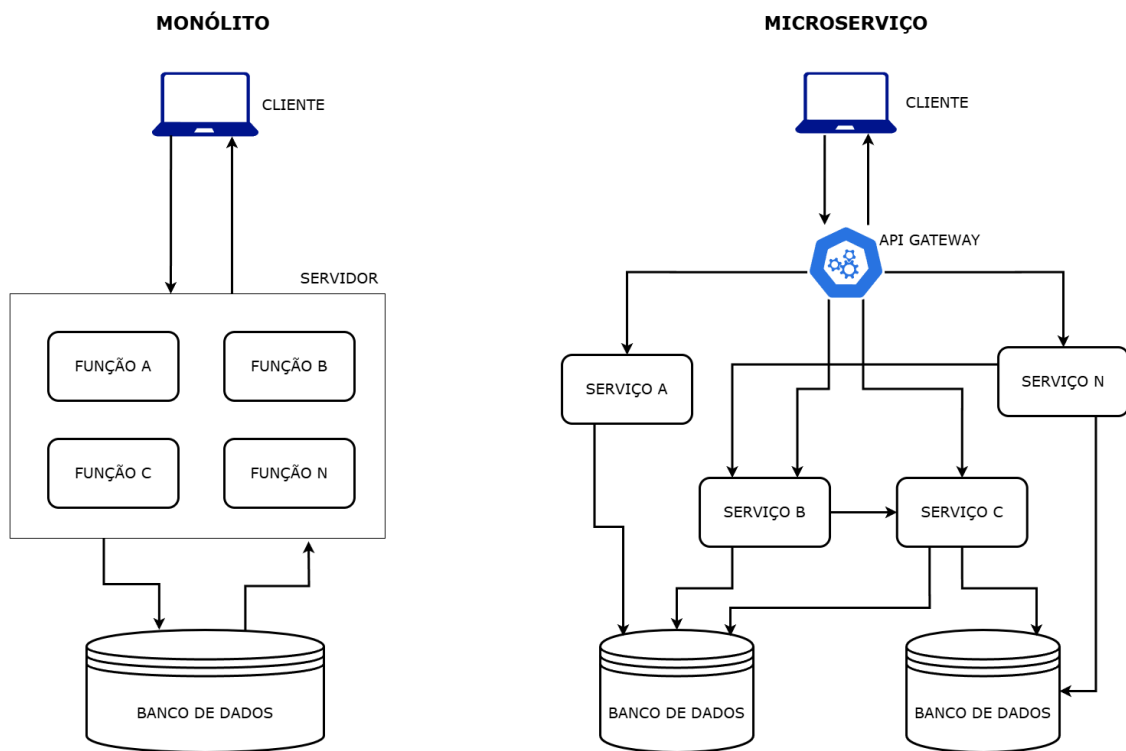 MONÓLITO
CLIENTE
SERVIDOR
FUNÇÃO A
FUNÇÃO B
FUNÇÃO C
FUNÇÃO N
BANCO DE DADOS
MICROSERVIÇO
CLIENTE
API GATEWAY
SERVIÇO A
SERVIÇO N
SERVIÇO B
SERVIÇO C
BANCO DE DADOS
BANCO DE DADOS